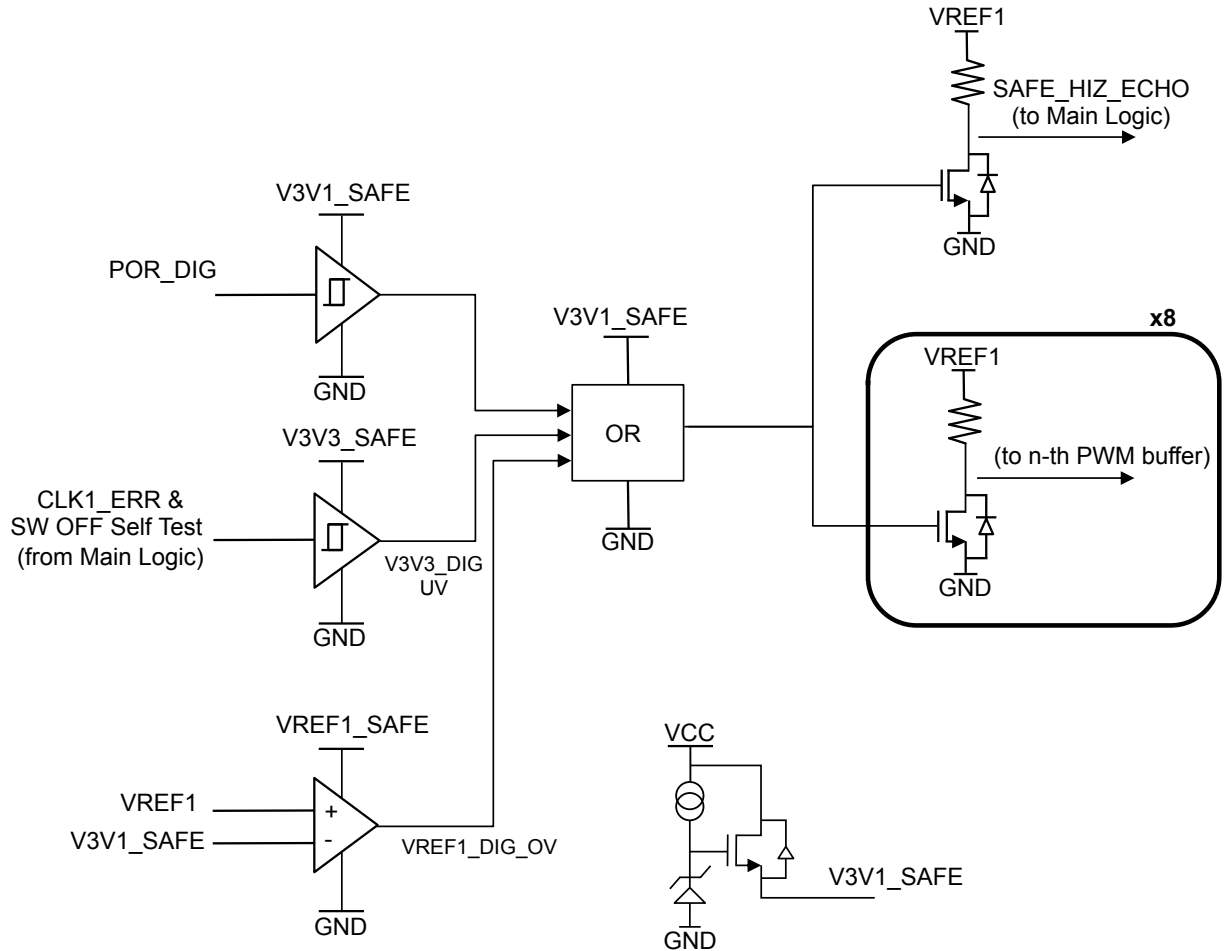 VREF1
SAFE_HIZ_ECHO
(to Main Logic)
GND
V3V1_SAFE
POR_DIG
GND
V3V1_SAFE
OR
GND
x8
VREF1
(to n-th PWM buffer)
GND
V3V3_SAFE
CLK1_ERR &
SW OFF Self Test
(from Main Logic)
V3V3_DIG
UV
GND
VREF1_SAFE
VREF1
V3V1_SAFE
+
-
VREF1_DIG_OV
GND
VCC
V3V1_SAFE
GND